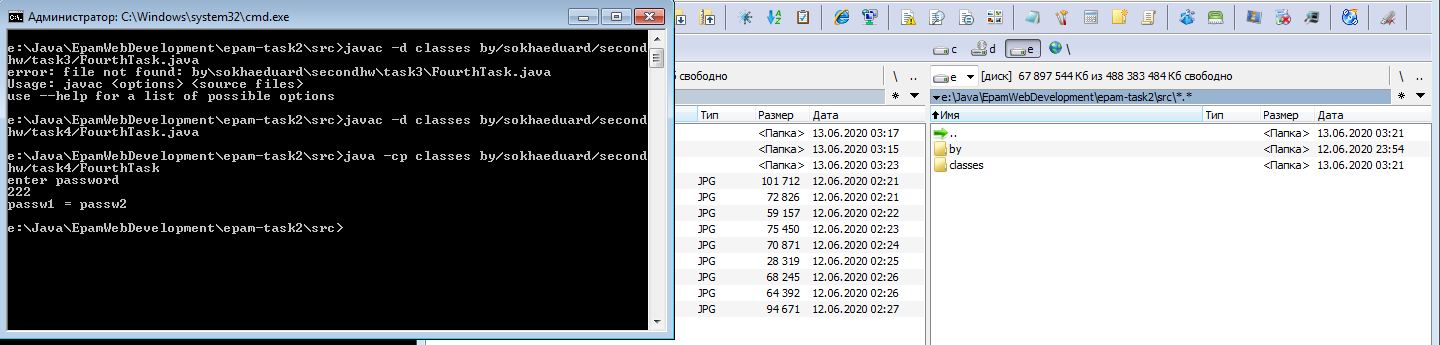 Администратор: C:\Windows\system32\cmd.exe
e:\Java\EpamWebDevelopment\epam-task2\src>javac -d classes by/sokhaeduard/second
hw/task3/FourthTask.java
error: file not found: by\sokhaeduard\secondhw\task3\FourthTask.java
Usage: javac <options> <source files>
use --help for a list of possible options
e:\Java\EpamWebDevelopment\epam-task2\src>javac -d classes by/sokhaeduard/second
hw/task4/FourthTask.java
e:\Java\EpamWebDevelopment\epam-task2\src>java -cp classes by/sokhaeduard/second
hw/task4/FourthTask
enter password
222
passw1 = passw2
e:\Java\EpamWebDevelopment\epam-task2\src>
свободно \ ..
* ▼
Тип Размер Дата
<Папка> 13.06.2020 03:17
<Папка> 13.06.2020 03:15
<Папка> 13.06.2020 03:23
JPG 101 712 12.06.2020 02:21
JPG 72 826 12.06.2020 02:21
JPG 59 157 12.06.2020 02:22
JPG 75 450 12.06.2020 02:23
JPG 70 871 12.06.2020 02:24
JPG 28 319 12.06.2020 02:25
JPG 68 245 12.06.2020 02:26
JPG 64 392 12.06.2020 02:26
JPG 94 671 12.06.2020 02:27
c d e \
e [диск] 67 897 544 Кб из 488 383 484 Кб свободно \ ..
e:\Java\EpamWebDevelopment\epam-task2\src\*.* * ▼
Имя Тип Размер Дата
.. <Папка> 13.06.2020 03:21
by <Папка> 12.06.2020 23:54
classes <Папка> 13.06.2020 03:21